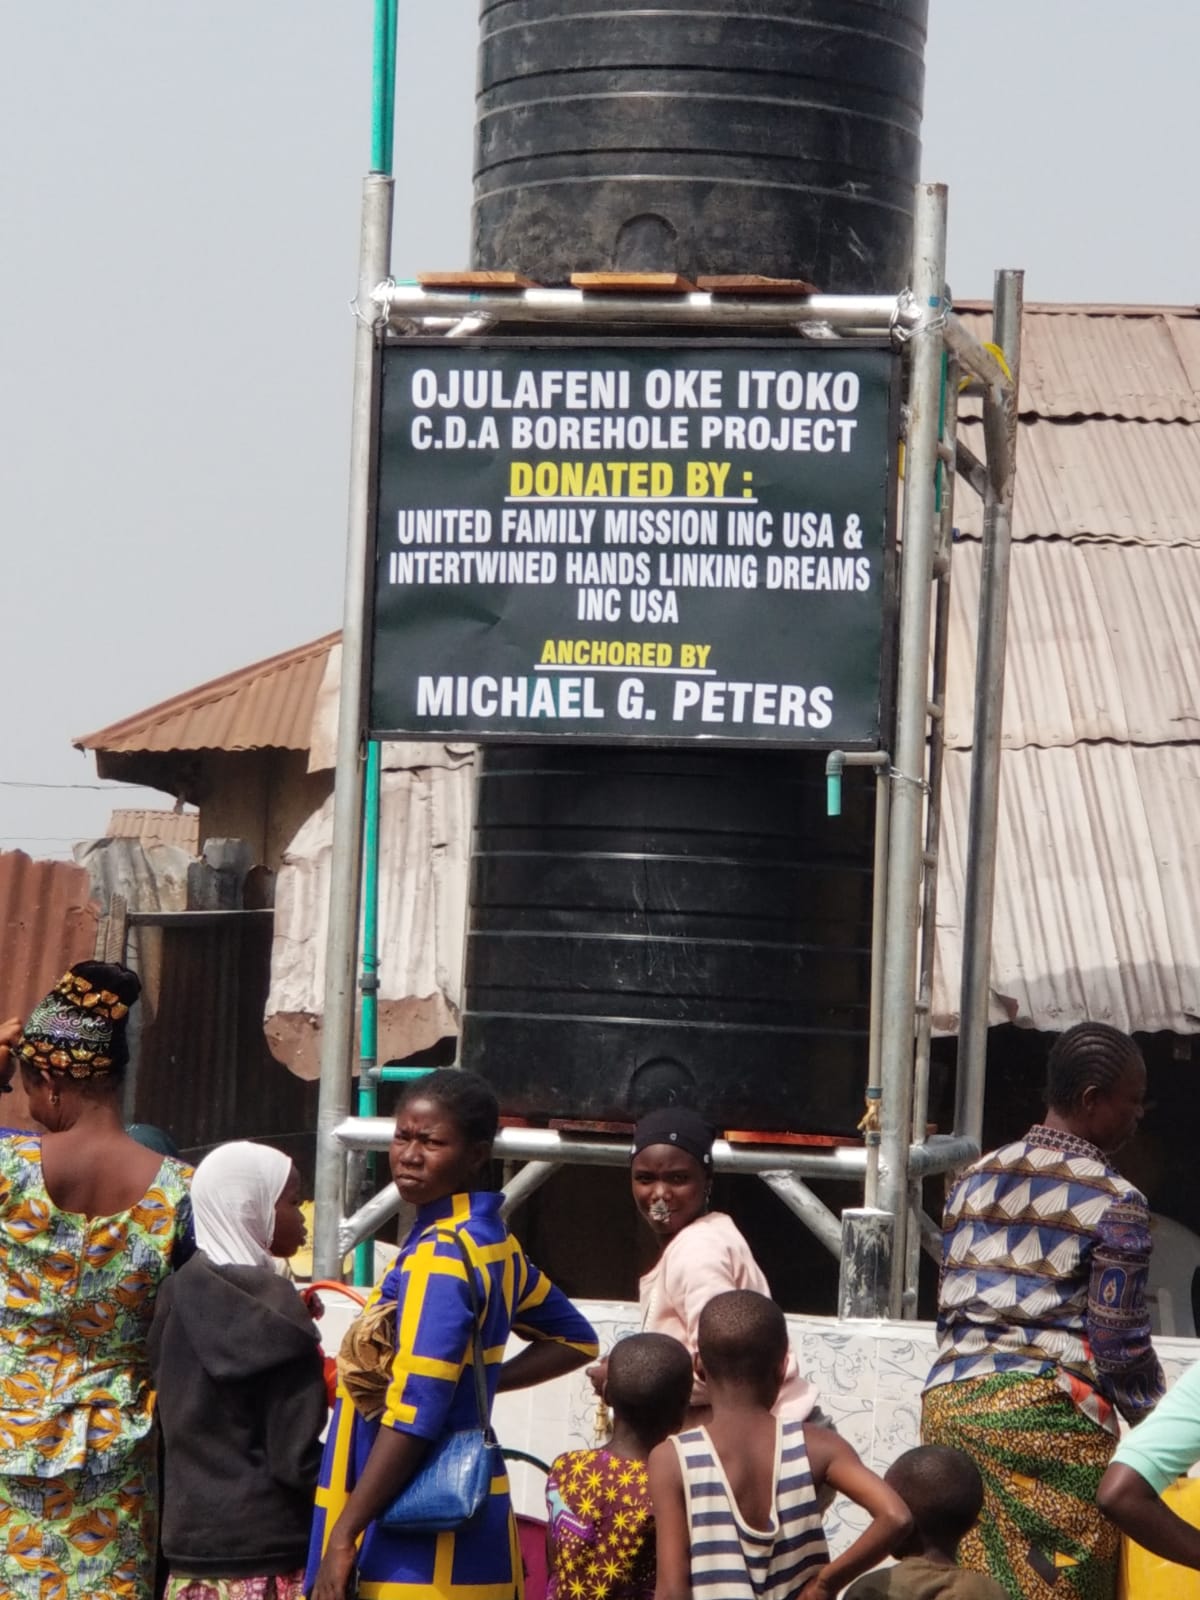 OJULAFENI OKE ITOKO
C.D.A BOREHOLE PROJECT
DONATED BY :
UNITED FAMILY MISSION INC USA &
INTERTWINED HANDS LINKING DREAMS
INC USA
ANCHORED BY
MICHAEL G. PETERS